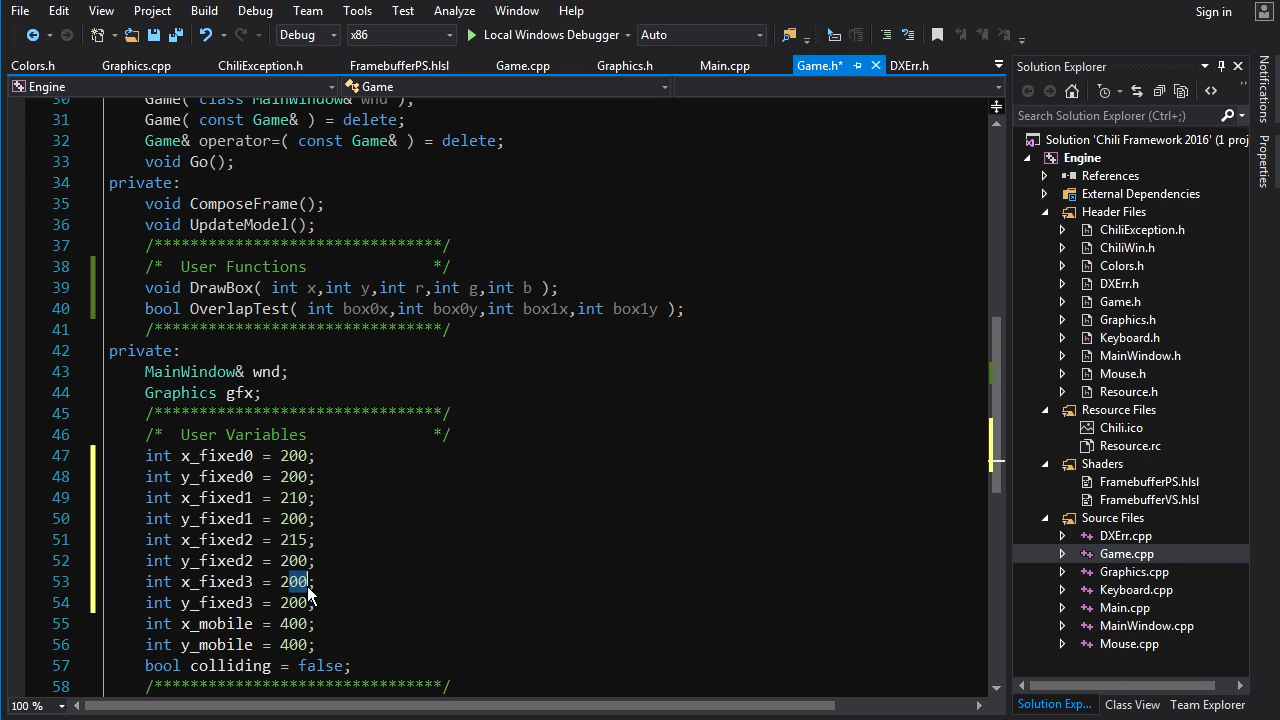 File Edit View Project Build Debug Team Tools Test Analyze Window Help Sign in
Debug x86 Local Windows Debugger Auto
Colors.h Graphics.cpp ChiliException.h FramebufferPS.hlsl Game.cpp Graphics.h Main.cpp Game.h* DXErr.h
Engine Game
30 Game( class MainWindow& wnd );
31 Game( const Game& ) = delete;
32 Game& operator=( const Game& ) = delete;
33 void Go();
34 private:
35 void ComposeFrame();
36 void UpdateModel();
37 /********************************/
38 /* User Functions */
39 void DrawBox( int x,int y,int r,int g,int b );
40 bool OverlapTest( int box0x,int box0y,int box1x,int box1y );
41 /********************************/
42 private:
43 MainWindow& wnd;
44 Graphics gfx;
45 /********************************/
46 /* User Variables */
47 int x_fixed0 = 200;
48 int y_fixed0 = 200;
49 int x_fixed1 = 210;
50 int y_fixed1 = 200;
51 int x_fixed2 = 215;
52 int y_fixed2 = 200;
53 int x_fixed3 = 200;
54 int y_fixed3 = 200;
55 int x_mobile = 400;
56 int y_mobile = 400;
57 bool colliding = false;
58 /********************************/
100 %
Solution Explorer
Search Solution Explorer (Ctrl+;)
Solution 'Chili Framework 2016' (1 proj
Engine
References
External Dependencies
Header Files
ChiliException.h
ChiliWin.h
Colors.h
DXErr.h
Game.h
Graphics.h
Keyboard.h
MainWindow.h
Mouse.h
Resource.h
Resource Files
Chili.ico
Resource.rc
Shaders
FramebufferPS.hlsl
FramebufferVS.hlsl
Source Files
DXErr.cpp
Game.cpp
Graphics.cpp
Keyboard.cpp
Main.cpp
MainWindow.cpp
Mouse.cpp
Solution Exp... Class View Team Explorer
Notifications
Properties